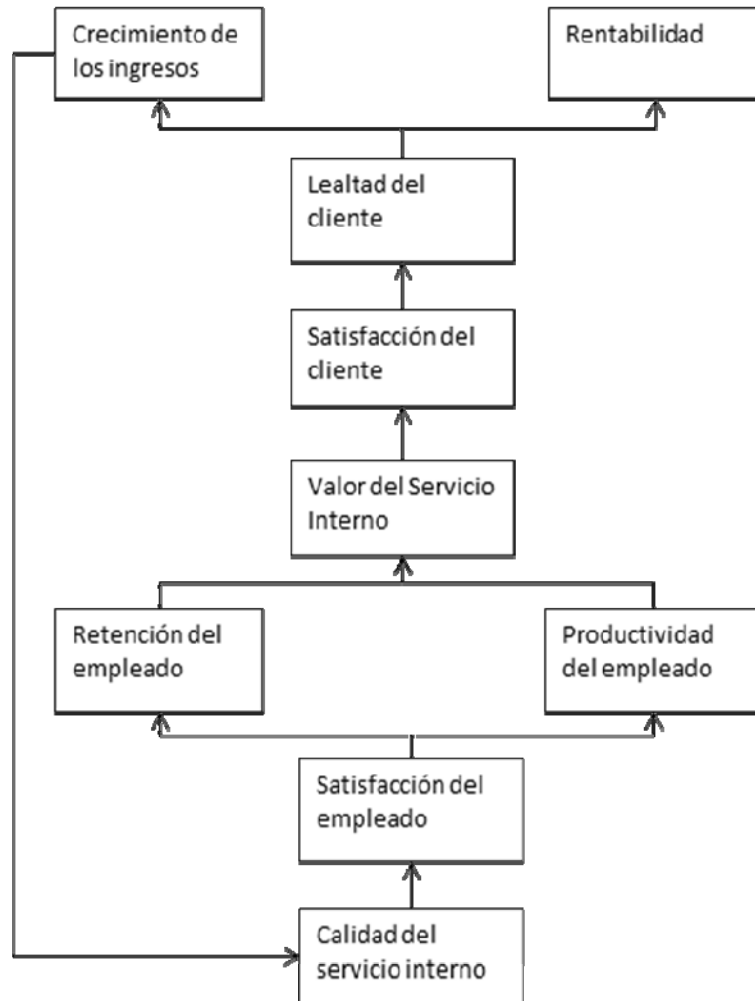 Crecimiento de
los ingresos
Rentabilidad
Lealtad del
cliente
Satisfacción del
cliente
Valor del Servicio
Interno
Retención del
empleado
Productividad
del empleado
Satisfacción del
empleado
Calidad del
servicio interno